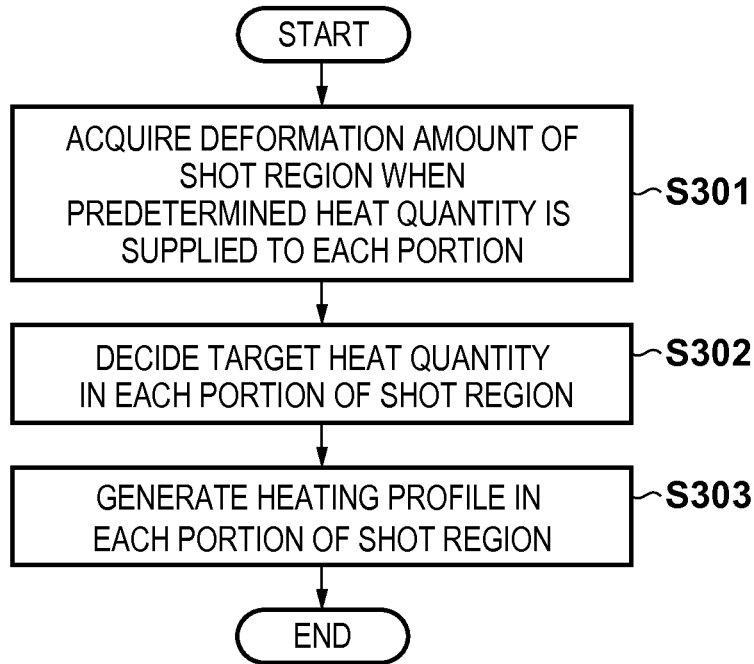 START
ACQUIRE DEFORMATION AMOUNT OF
SHOT REGION WHEN
PREDETERMINED HEAT QUANTITY IS
SUPPLIED TO EACH PORTION
S301
DECIDE TARGET HEAT QUANTITY
IN EACH PORTION OF SHOT REGION
S302
GENERATE HEATING PROFILE IN
EACH PORTION OF SHOT REGION
S303
END